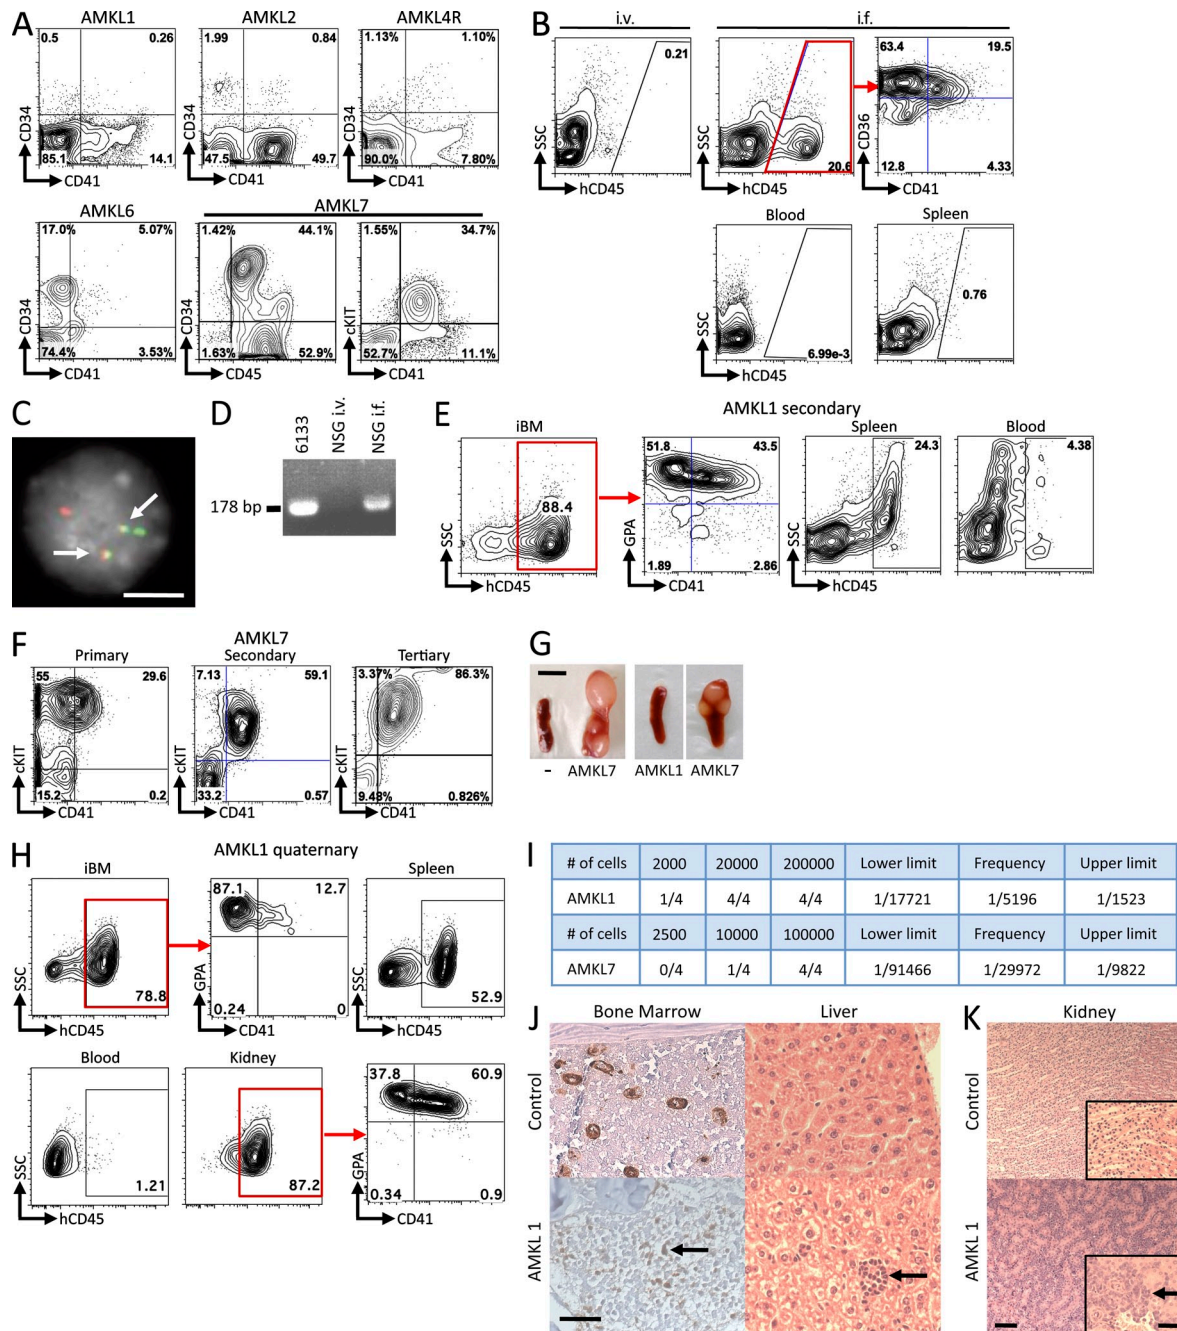 A
AMKL1
AMKL2
AMKL4R
0.5 0.26
1.99 0.84
1.13% 1.10%
CD34
CD34
CD34
85.1 14.1
47.5 49.7
90.0% 7.80%
CD41
CD41
CD41
AMKL6
AMKL7
17.0% 5.07%
1.42% 44.1%
1.55% 34.7%
CD34
CD34
cKIT
74.4% 3.53%
1.63% 52.9%
52.7% 11.1%
CD41
CD45
CD41
B
i.v.
i.f.
0.21
63.4 19.5
SSC
SSC
CD36
20.6
12.8 4.33
hCD45
hCD45
CD41
Blood
Spleen
SSC
6.99e-3
0.76
hCD45
C
D
6133
NSG i.v.
NSG i.f.
178 bp
E
AMKL1 secondary
iBM
Spleen
Blood
88.4
51.8 43.5
24.3
4.38
SSC
GPA
SSC
SSC
1.89 2.86
hCD45
CD41
hCD45
F
AMKL7
Primary
Secondary
Tertiary
55 29.6
7.13 59.1
3.37% 86.3%
cKIT
cKIT
cKIT
15.2 0.2
33.2 0.57
9.48% 0.826%
CD41
CD41
CD41
G
- AMKL7
AMKL1
AMKL7
H
AMKL1 quaternary
iBM
Spleen
87.1 12.7
SSC
GPA
SSC
78.8
0.24 0
52.9
hCD45
CD41
hCD45
Blood
Kidney
37.8 60.9
SSC
GPA
1.21
87.2
0.34 0.9
hCD45
CD41
I
# of cells 2000 20000 200000 Lower limit Frequency Upper limit
AMKL1 1/4 4/4 4/4 1/17721 1/5196 1/1523
# of cells 2500 10000 100000 Lower limit Frequency Upper limit
AMKL7 0/4 1/4 4/4 1/91466 1/29972 1/9822
J
Bone Marrow
Liver
Control
AMKL 1
K
Kidney
Control
AMKL 1